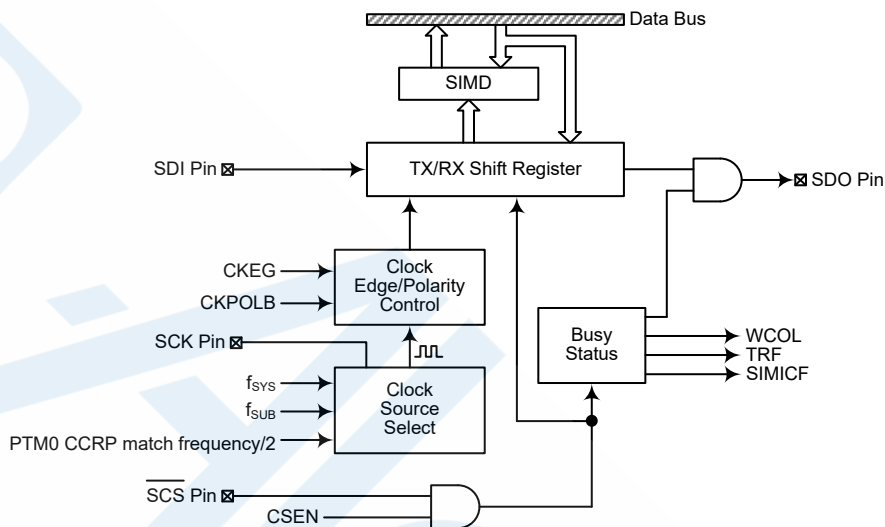 Data Bus
SIMD
SDI Pin
TX/RX Shift Register
SDO Pin
CKEG
CKPOLB
Clock
Edge/Polarity
Control
SCK Pin
Busy
Status
WCOL
TRF
SIMICF
fSYS
fSUB
PTM0 CCRP match frequency/2
Clock
Source
Select
SCS Pin
CSEN